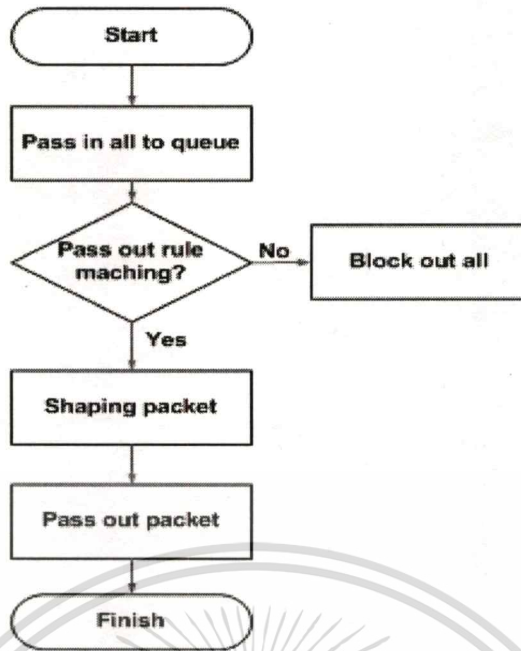 Start
Pass in all to queue
Pass out rule
maching?
No
Block out all
Yes
Shaping packet
Pass out packet
Finish